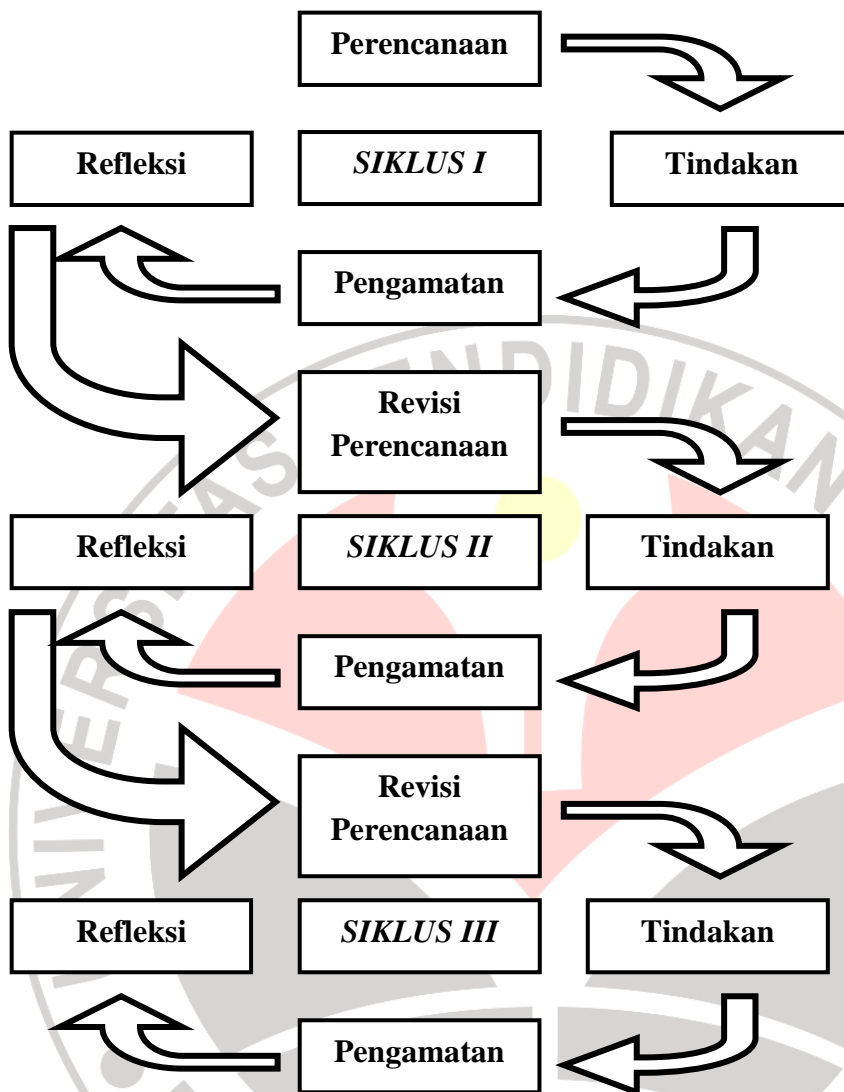 Perencanaan
Refleksi
SIKLUS I
Tindakan
Pengamatan
Revisi
Perencanaan
Refleksi
SIKLUS II
Tindakan
Pengamatan
Revisi
Perencanaan
Refleksi
SIKLUS III
Tindakan
Pengamatan